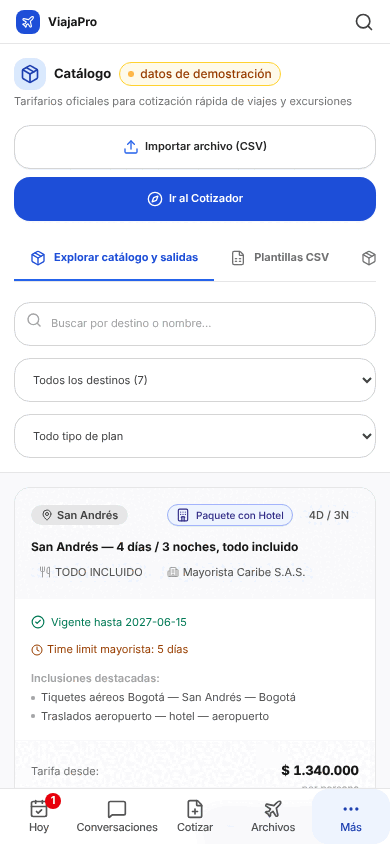 ViajaPro
Catálogo
datos de demostración
Tarifarios oficiales para cotización rápida de viajes y excursiones
Importar archivo (CSV)
Ir al Cotizador
Explorar catálogo y salidas
Plantillas CSV
Buscar por destino o nombre...
Todos los destinos (7)
Todo tipo de plan
San Andrés
Paquete con Hotel
4D / 3N
San Andrés — 4 días / 3 noches, todo incluido
TODO INCLUIDO
Mayorista Caribe S.A.S.
Vigente hasta 2027-06-15
Time limit mayorista: 5 días
Inclusiones destacadas:
Tiquetes aéreos Bogotá — San Andrés — Bogotá
Traslados aeropuerto — hotel — aeropuerto
Tarifa desde:
$ 1.340.000
1
Hoy
Conversaciones
Cotizar
Archivos
Más